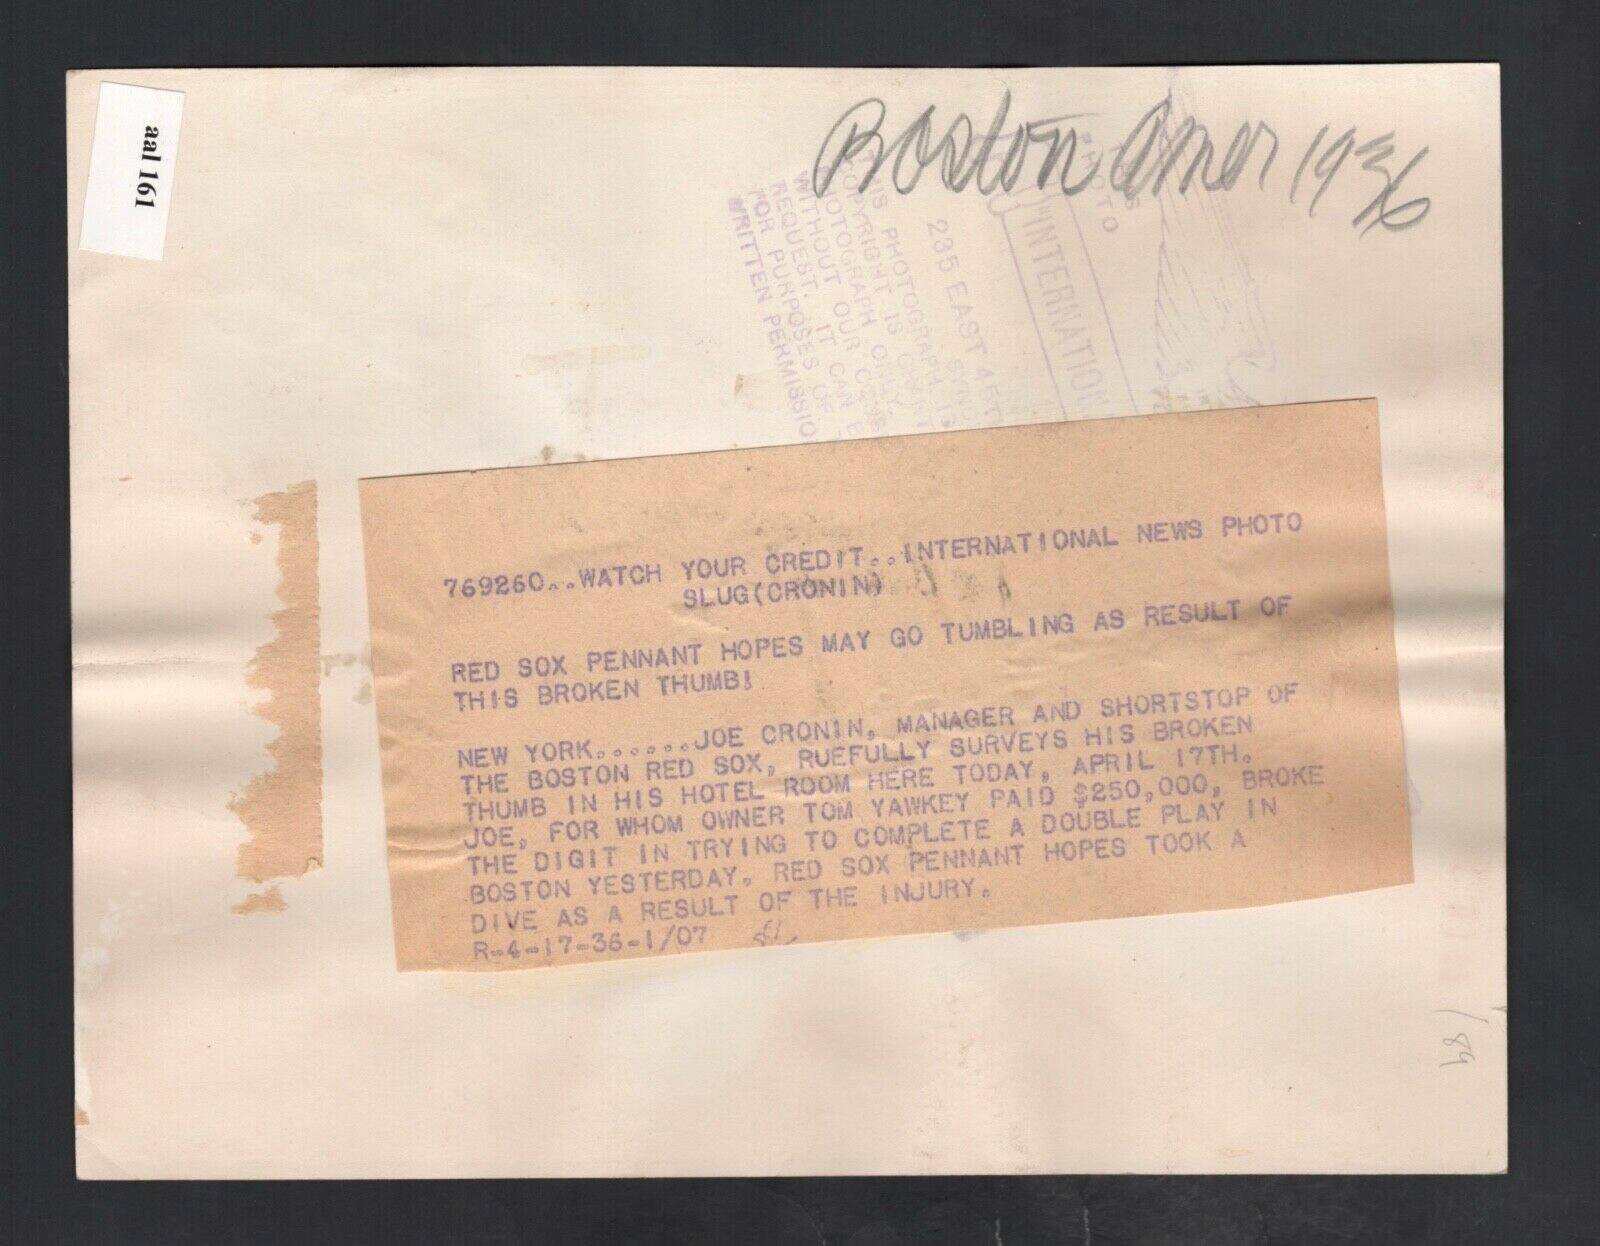 aal 161
Boston Amer 1936
PHOTO
INTERNATIONAL
235 EAST 45T
THIS PHOTOGRAPH IS
COPYRIGHT
PHOTOGRAPH ONLY
WITHOUT OUR
REQUEST. IT CAN
FOR PURPOSES OF
WRITTEN PERMISSIO
769260..WATCH YOUR CREDIT..INTERNATIONAL NEWS PHOTO
SLUG(CRONIN)
RED SOX PENNANT HOPES MAY GO TUMBLING AS RESULT OF
THIS BROKEN THUMB!
NEW YORK......JOE CRONIN, MANAGER AND SHORTSTOP OF
THE BOSTON RED SOX, RUEFULLY SURVEYS HIS BROKEN
THUMB IN HIS HOTEL ROOM HERE TODAY, APRIL 17TH.
JOE, FOR WHOM OWNER TOM YAWKEY PAID $250,000, BROKE
THE DIGIT IN TRYING TO COMPLETE A DOUBLE PLAY IN
BOSTON YESTERDAY. RED SOX PENNANT HOPES TOOK A
DIVE AS A RESULT OF THE INJURY.
R-4-17-36-1/07
/89